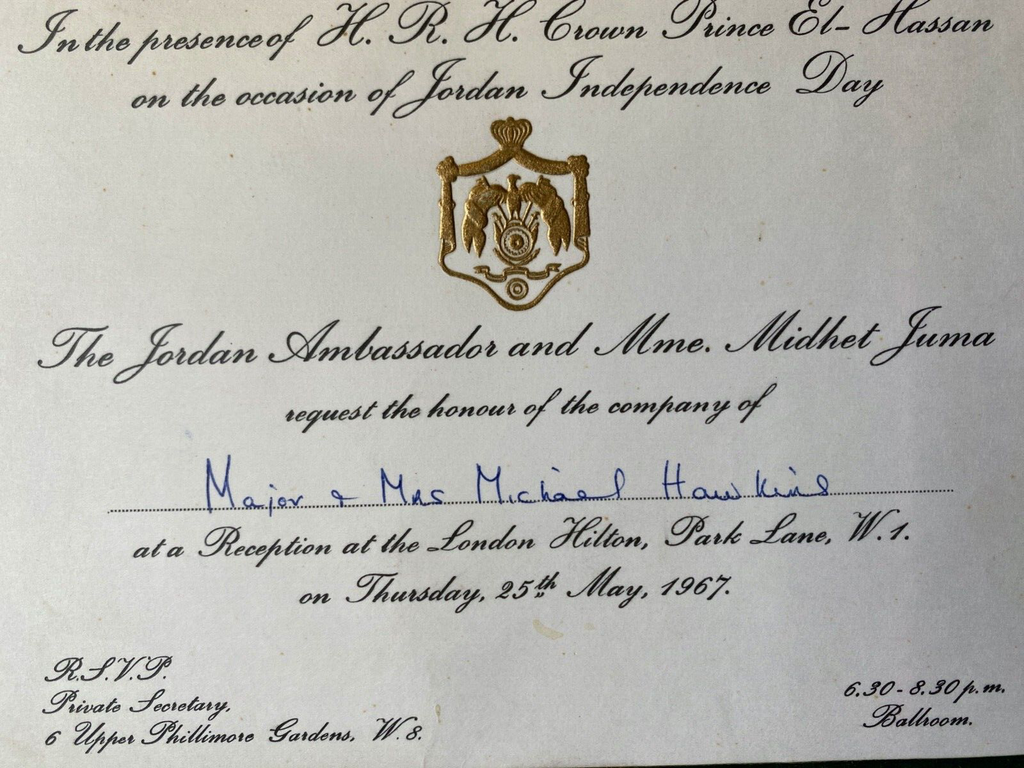 In the presence of H. R. H. Crown Prince El-Hassan
on the occasion of Jordan Independence Day
The Jordan Ambassador and Mme. Midhet Juma
request the honour of the company of
Major & Mrs Michael Hawkins
at a Reception at the London Hilton, Park Lane, W.1.
on Thursday, 25th May, 1967.
R.S.V.P.
Private Secretary,
6 Upper Phillimore Gardens, W.8.
6.30 - 8.30 p.m.
Ballroom.